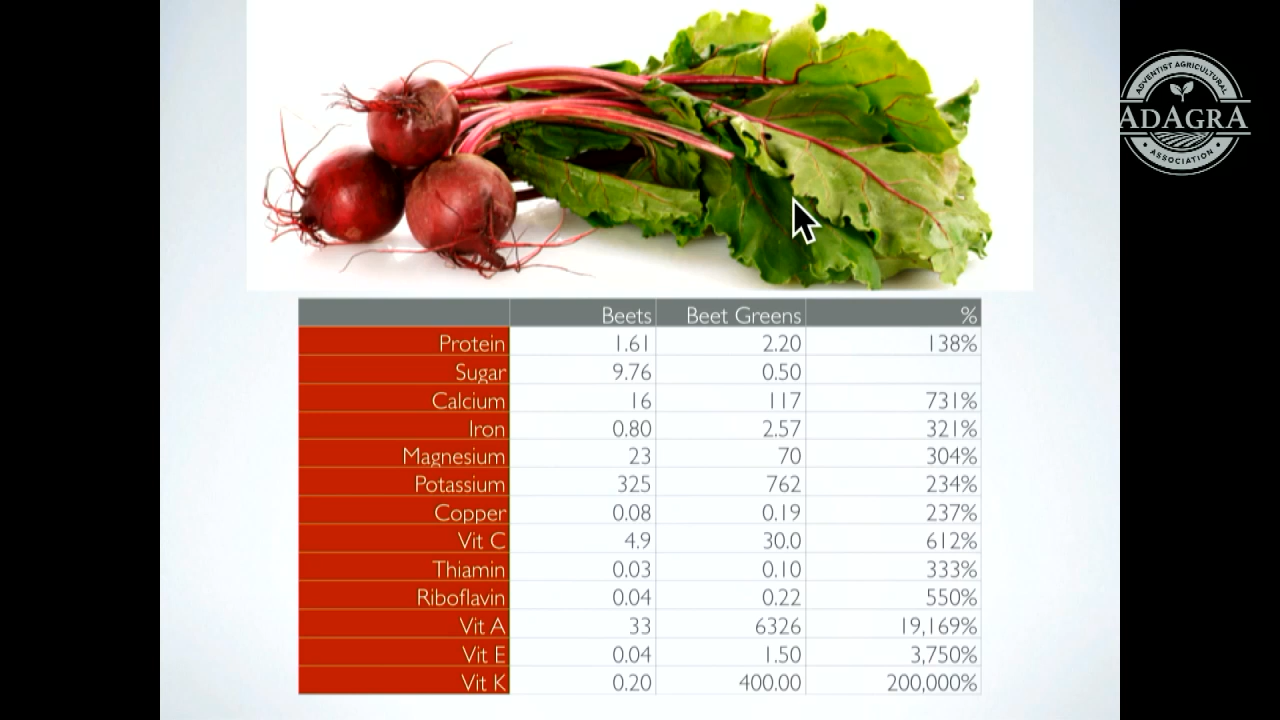 ADVENTIST AGRICULTURAL
ADAGRA
ASSOCIATION
Beets Beet Greens %
Protein 1.61 2.20 138%
Sugar 9.76 0.50
Calcium 16 117 731%
Iron 0.80 2.57 321%
Magnesium 23 70 304%
Potassium 325 762 234%
Copper 0.08 0.19 237%
Vit C 4.9 30.0 612%
Thiamin 0.03 0.10 333%
Riboflavin 0.04 0.22 550%
Vit A 33 6326 19,169%
Vit E 0.04 1.50 3,750%
Vit K 0.20 400.00 200,000%